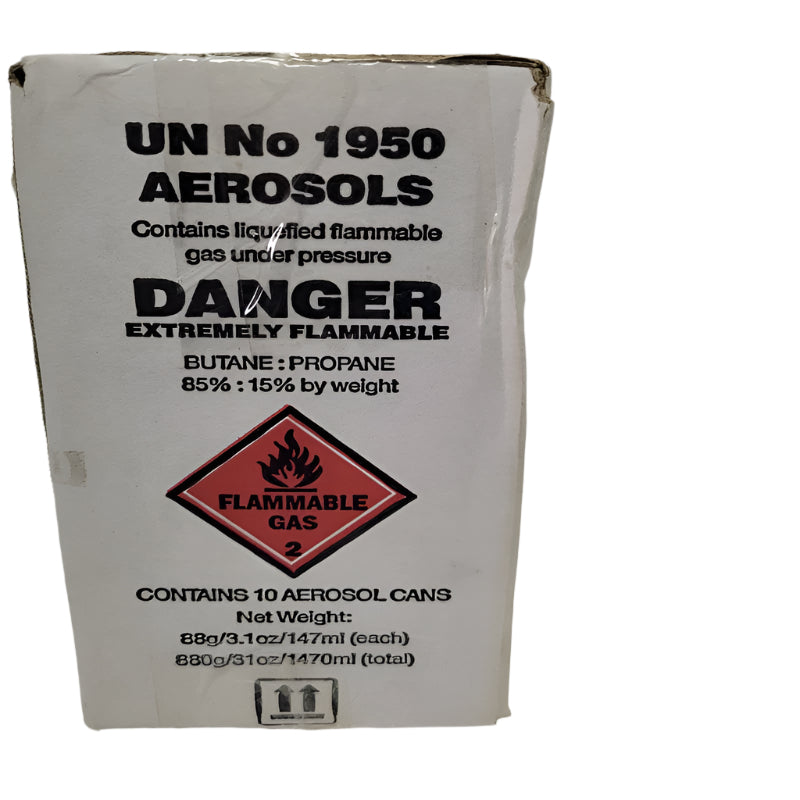 UN No 1950
AEROSOLS
Contains liquefied flammable
gas under pressure
DANGER
EXTREMELY FLAMMABLE
BUTANE : PROPANE
85% : 15% by weight
FLAMMABLE
GAS
2
CONTAINS 10 AEROSOL CANS
Net Weight:
88g/3.1oz/147ml (each)
880g/31oz/1470ml (total)